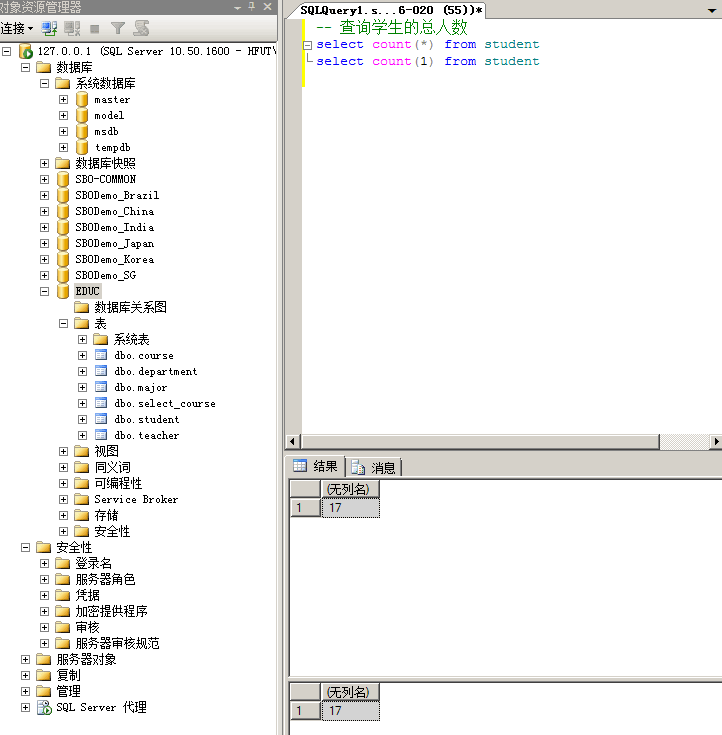 对象资源管理器
连接
127.0.0.1 (SQL Server 10.50.1600 - HFUT\
数据库
系统数据库
master
model
msdb
tempdb
数据库快照
SBO-COMMON
SBODemo_Brazil
SBODemo_China
SBODemo_India
SBODemo_Japan
SBODemo_Korea
SBODemo_SG
EDUC
数据库关系图
表
系统表
dbo.course
dbo.department
dbo.major
dbo.select_course
dbo.student
dbo.teacher
视图
同义词
可编程性
Service Broker
存储
安全性
安全性
登录名
服务器角色
凭据
加密提供程序
审核
服务器审核规范
服务器对象
复制
管理
SQL Server 代理
SQLQuery1.s...6-020 (55))*
-- 查询学生的总人数
select count(*) from student
select count(1) from student
结果 消息
(无列名)
1 17
(无列名)
1 17